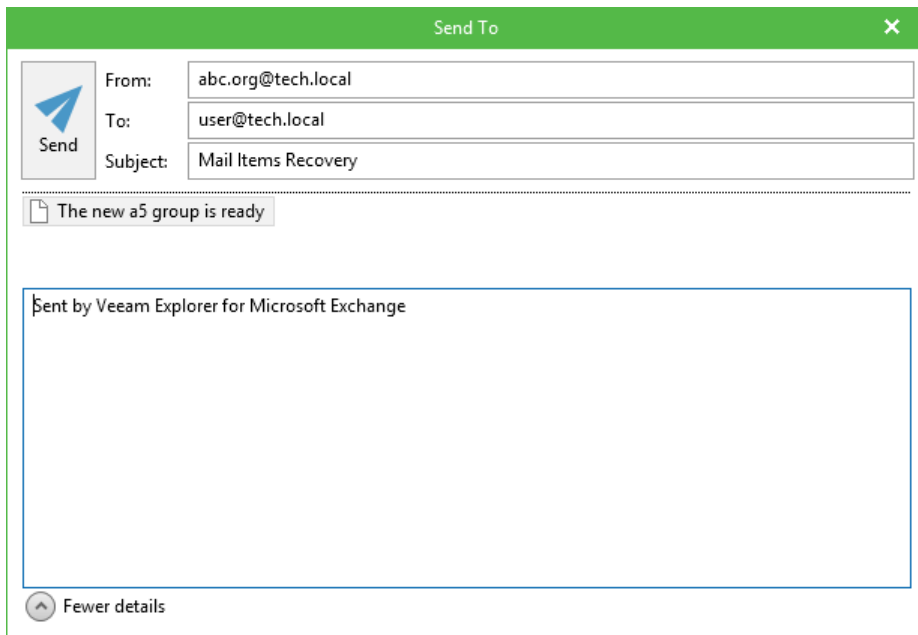 Send To
From:
abc.org@tech.local
To:
user@tech.local
Send
Subject:
Mail Items Recovery
The new a5 group is ready
Sent by Veeam Explorer for Microsoft Exchange
Fewer details